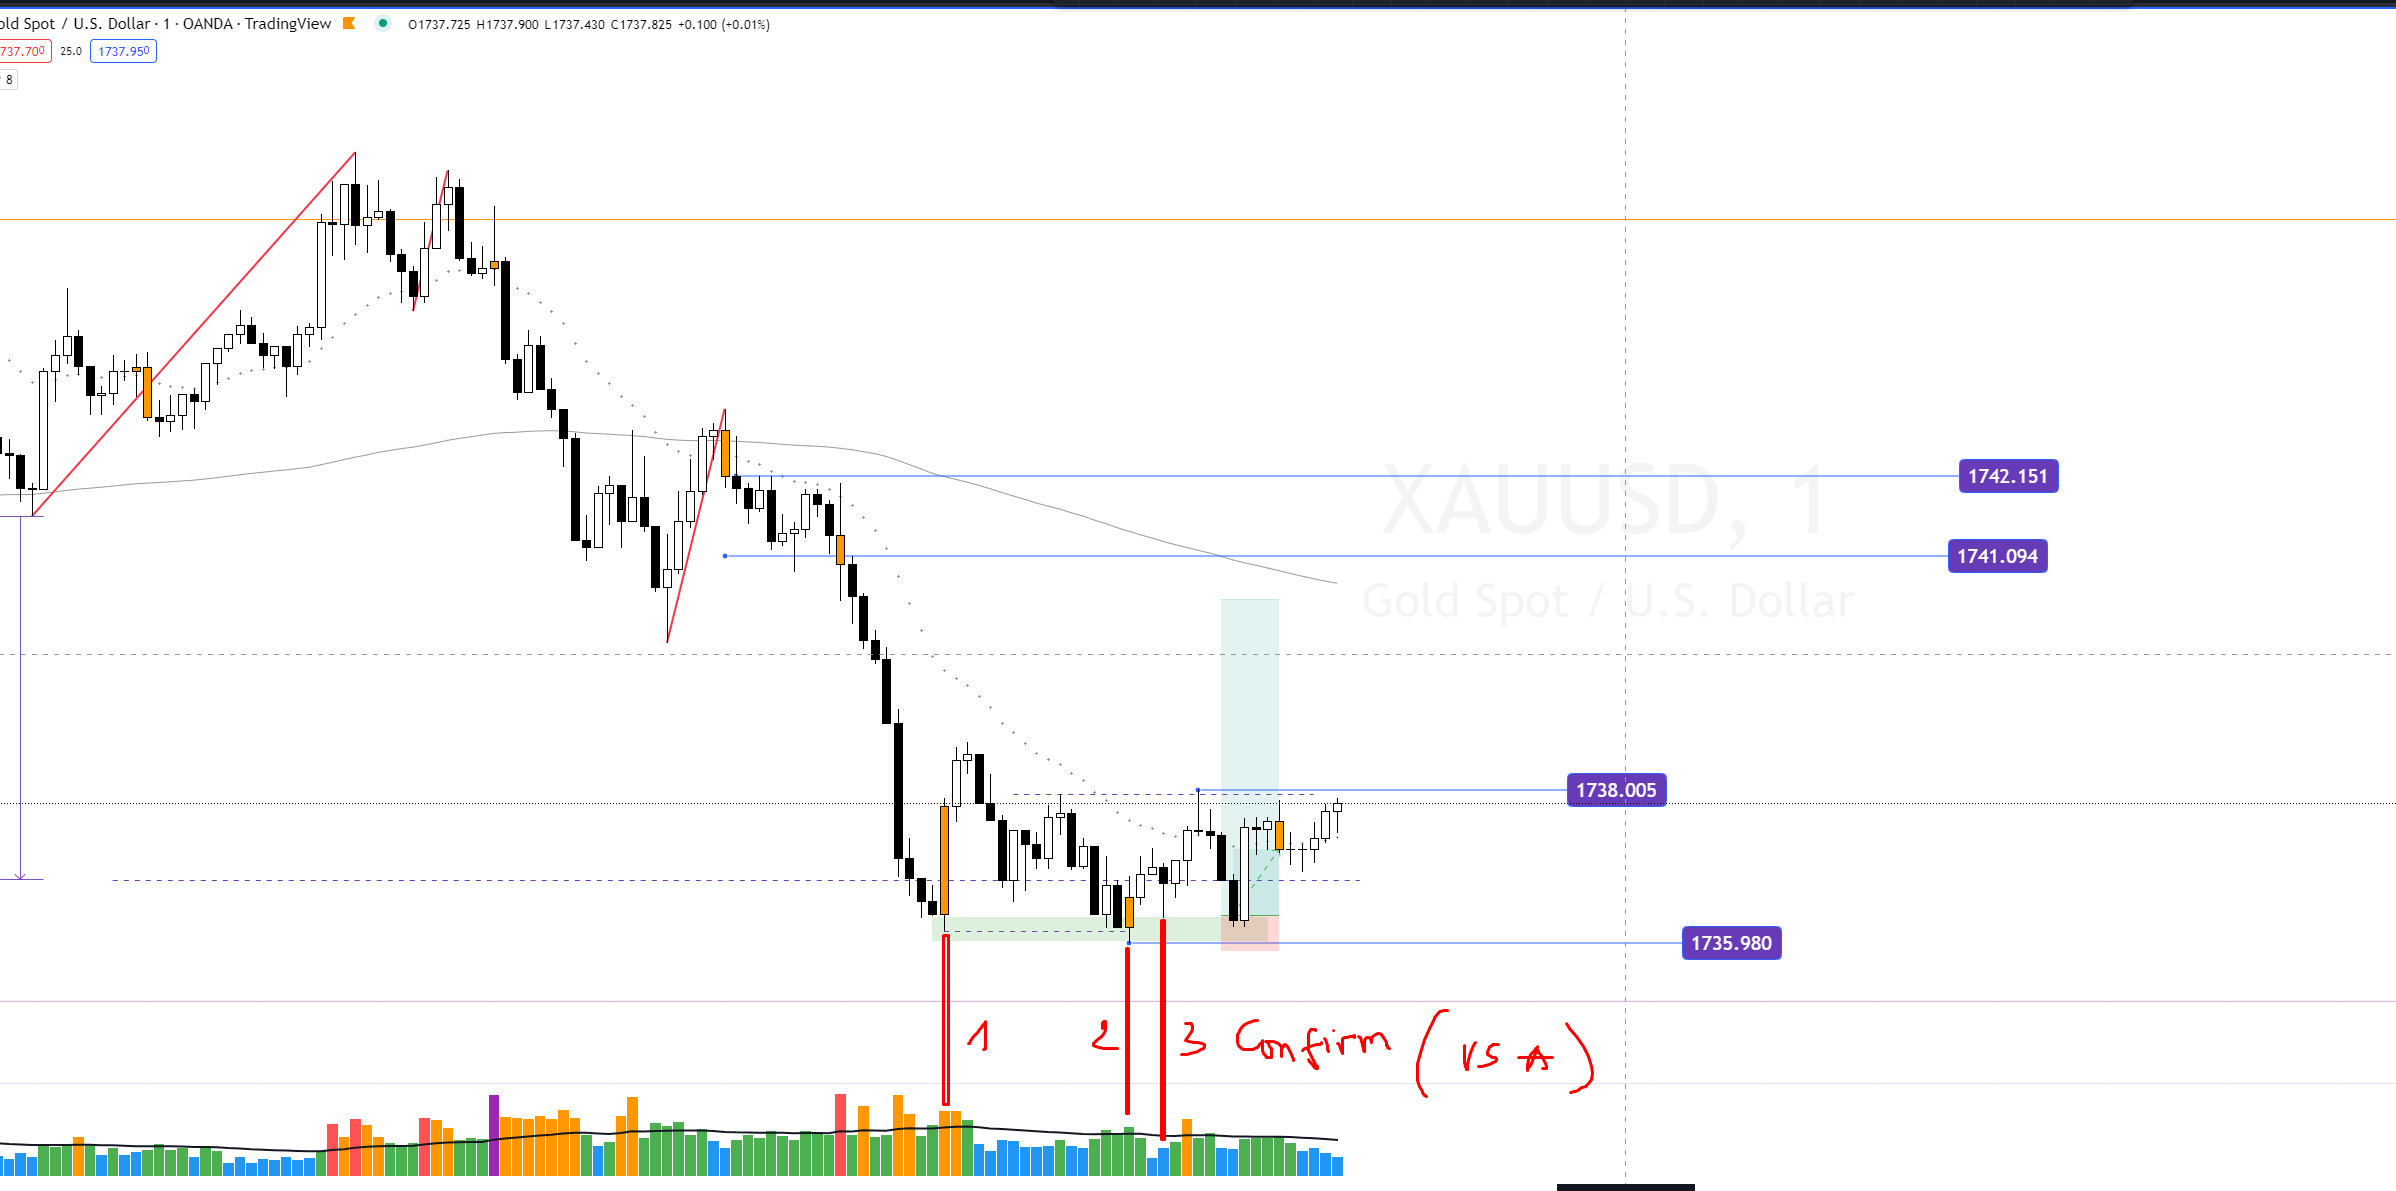 old Spot / U.S. Dollar · 1 · OANDA · TradingView O1737.725 H1737.900 L1737.430 C1737.825 +0.100 (+0.01%)
737.700 25.0 1737.950
8
XAUUSD, 1
Gold Spot / U.S. Dollar
1742.151
1741.094
1738.005
1735.980
1 2 3 Confirm (VS A)